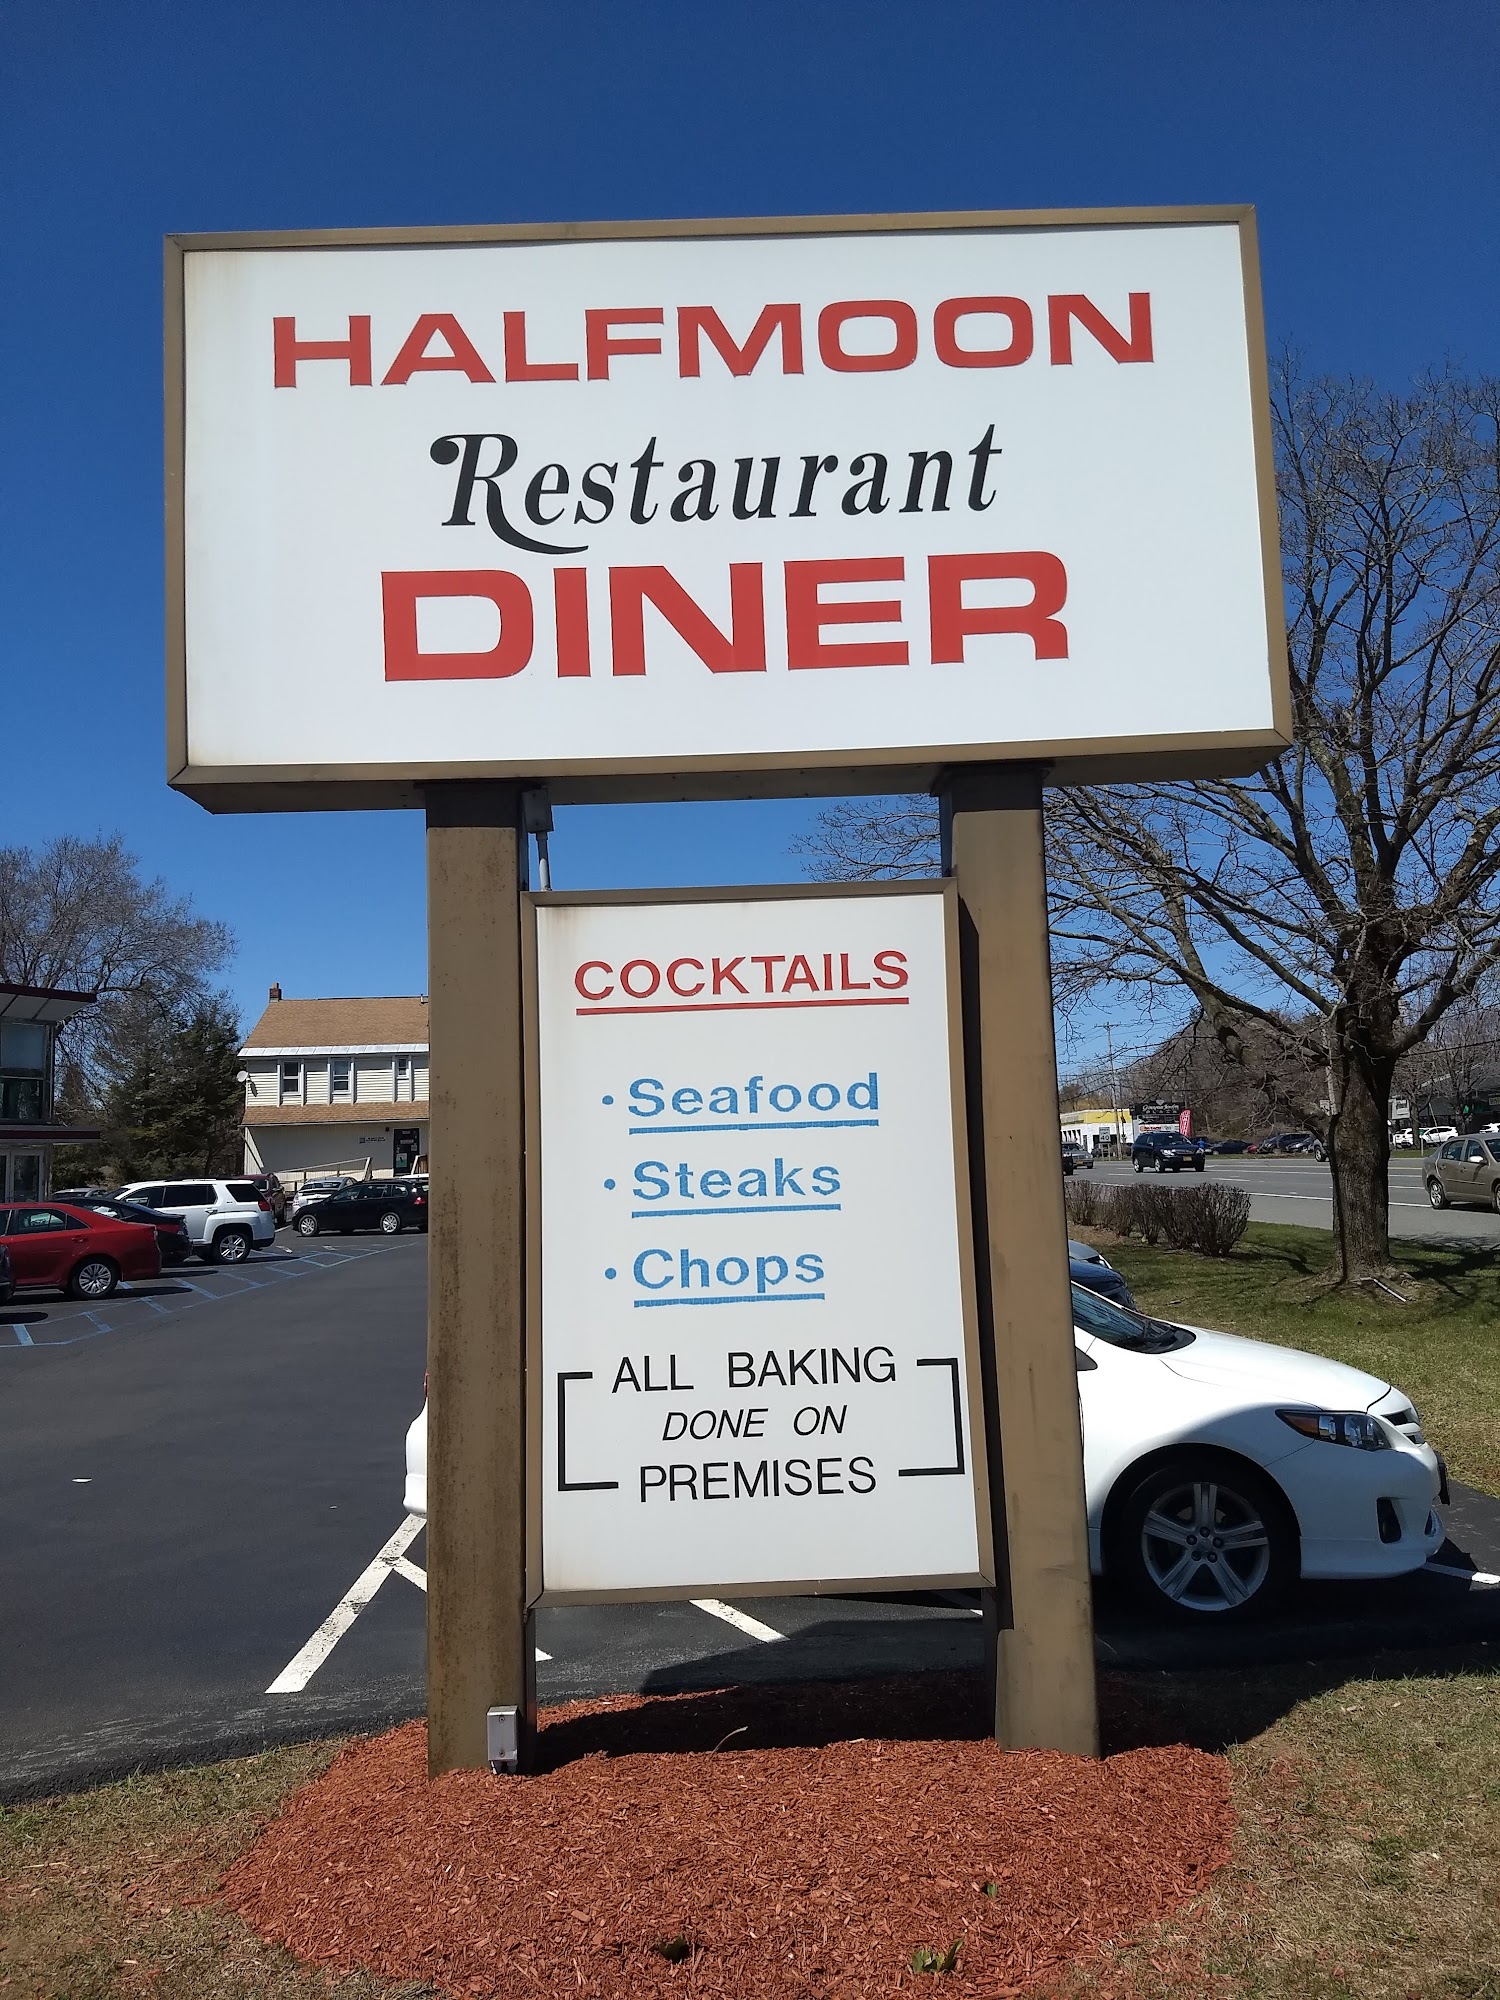 HALFMOON
Restaurant
DINER
COCKTAILS
• Seafood
• Steaks
• Chops
ALL BAKING
DONE ON
PREMISES